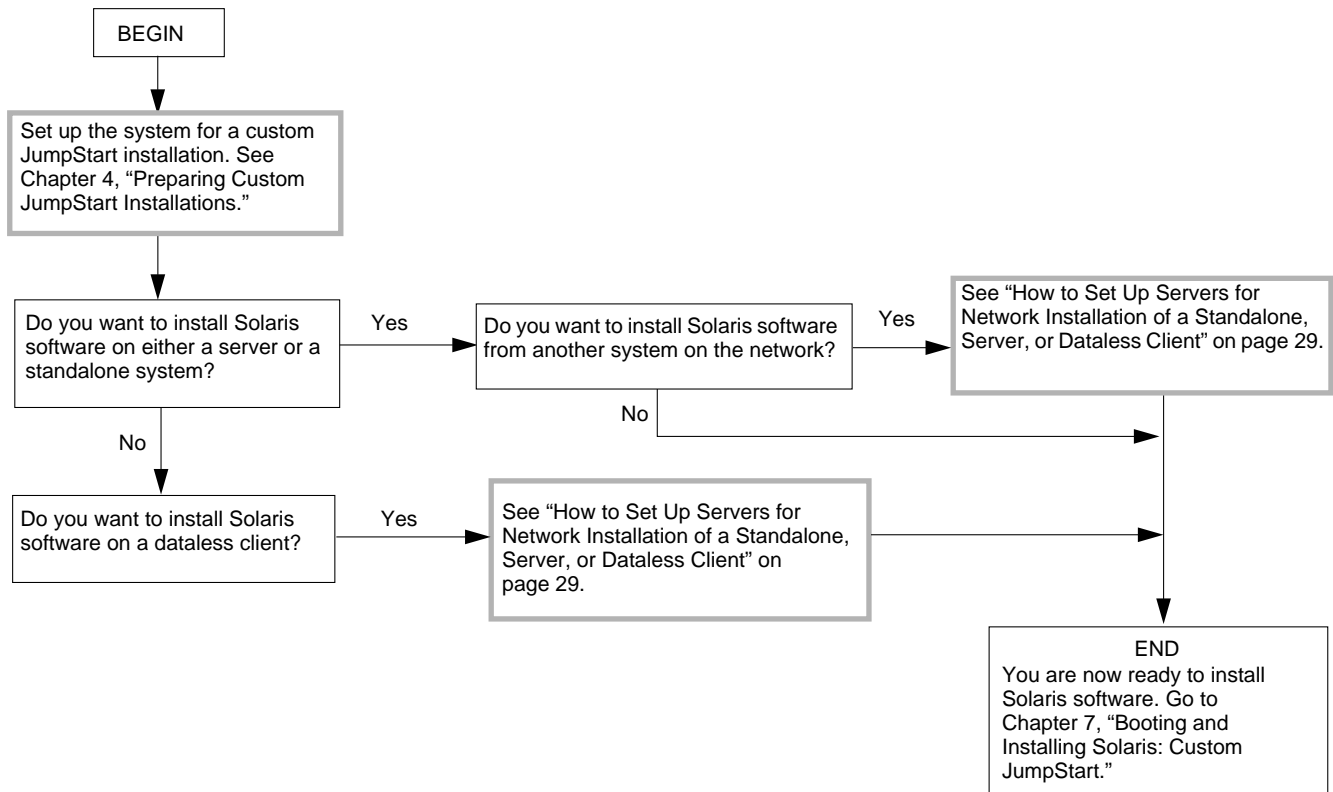 BEGIN
Set up the system for a custom
JumpStart installation. See
Chapter 4, “Preparing Custom
JumpStart Installations.”
Do you want to install Solaris
software on either a server or a
standalone system?
Yes
Do you want to install Solaris software
from another system on the network?
Yes
See “How to Set Up Servers for
Network Installation of a Standalone,
Server, or Dataless Client” on page 29.
No
No
Do you want to install Solaris
software on a dataless client?
Yes
See “How to Set Up Servers for
Network Installation of a Standalone,
Server, or Dataless Client” on
page 29.
END
You are now ready to install
Solaris software. Go to
Chapter 7, “Booting and
Installing Solaris: Custom
JumpStart.”